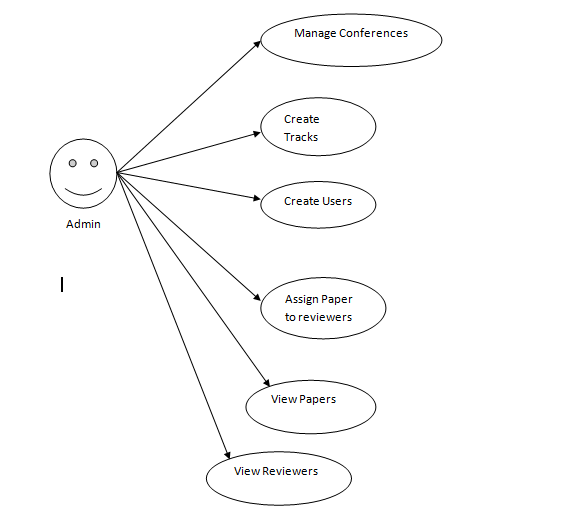 Manage Conferences
Create
Tracks
Create Users
Admin
Assign Paper
to reviewers
View Papers
View Reviewers